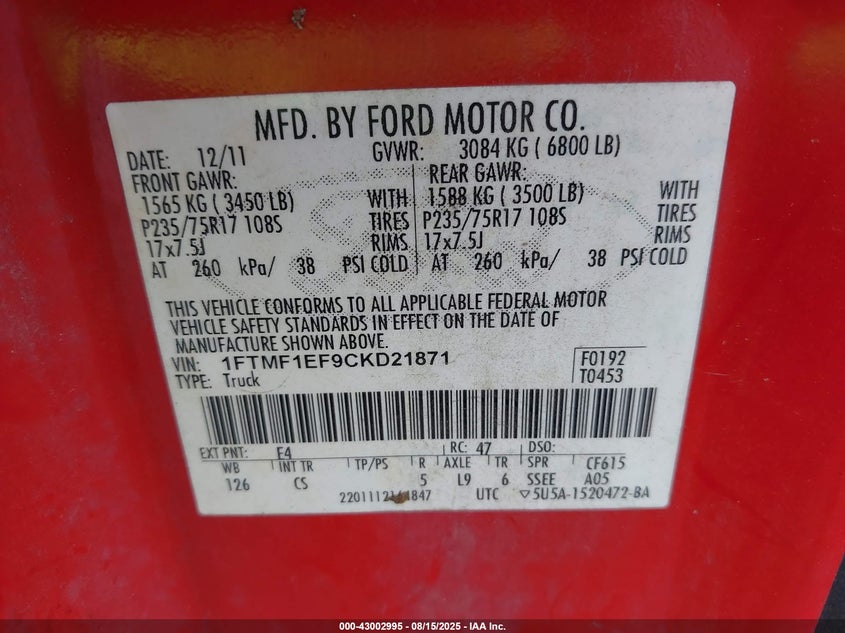 MFD. BY FORD MOTOR CO.
DATE: 12/11 GVWR: 3084 KG ( 6800 LB)
FRONT GAWR: REAR GAWR:
1565 KG ( 3450 LB) WITH 1588 KG ( 3500 LB) WITH
P235/75R17 108S TIRES P235/75R17 108S TIRES
17x7.5J RIMS 17x7.5J RIMS
AT 260 kPa/ 38 PSI COLD AT 260 kPa/ 38 PSI COLD
THIS VEHICLE CONFORMS TO ALL APPLICABLE FEDERAL MOTOR
VEHICLE SAFETY STANDARDS IN EFFECT ON THE DATE OF
MANUFACTURE SHOWN ABOVE.
VIN: 1FTMF1EF9CKD21871 F0192
TYPE: Truck T0453
EXT PNT: E4 RC: 47 DSO:
WB INT TR TP/PS R AXLE TR SPR CF615
126 CS 5 L9 6 SSEE A05
UTC ▽5U5A-1520472-BA
000-43002995 - 08/15/2025 - IAA Inc.